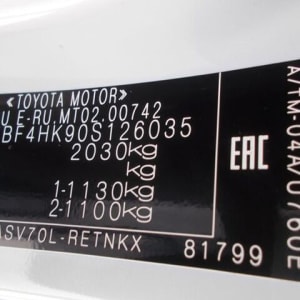 ≪TOYOTA MOTOR≫
U E-RU.MT02.00742
BF4HK90S126035
2030kg
kg
1-1130kg
2-1100kg
ASV70L-RETNKX
81799
EAC